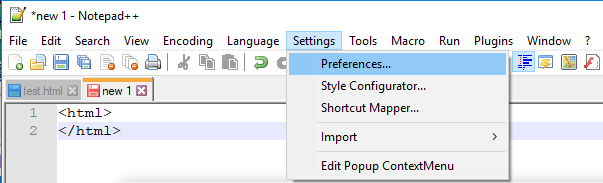 *new 1 - Notepad++
File Edit Search View Encoding Language Settings Tools Macro Run Plugins Window ?
Preferences...
test.html new 1
Style Configurator...
1 <html>
Shortcut Mapper...
2 </html>
Import
Edit Popup ContextMenu